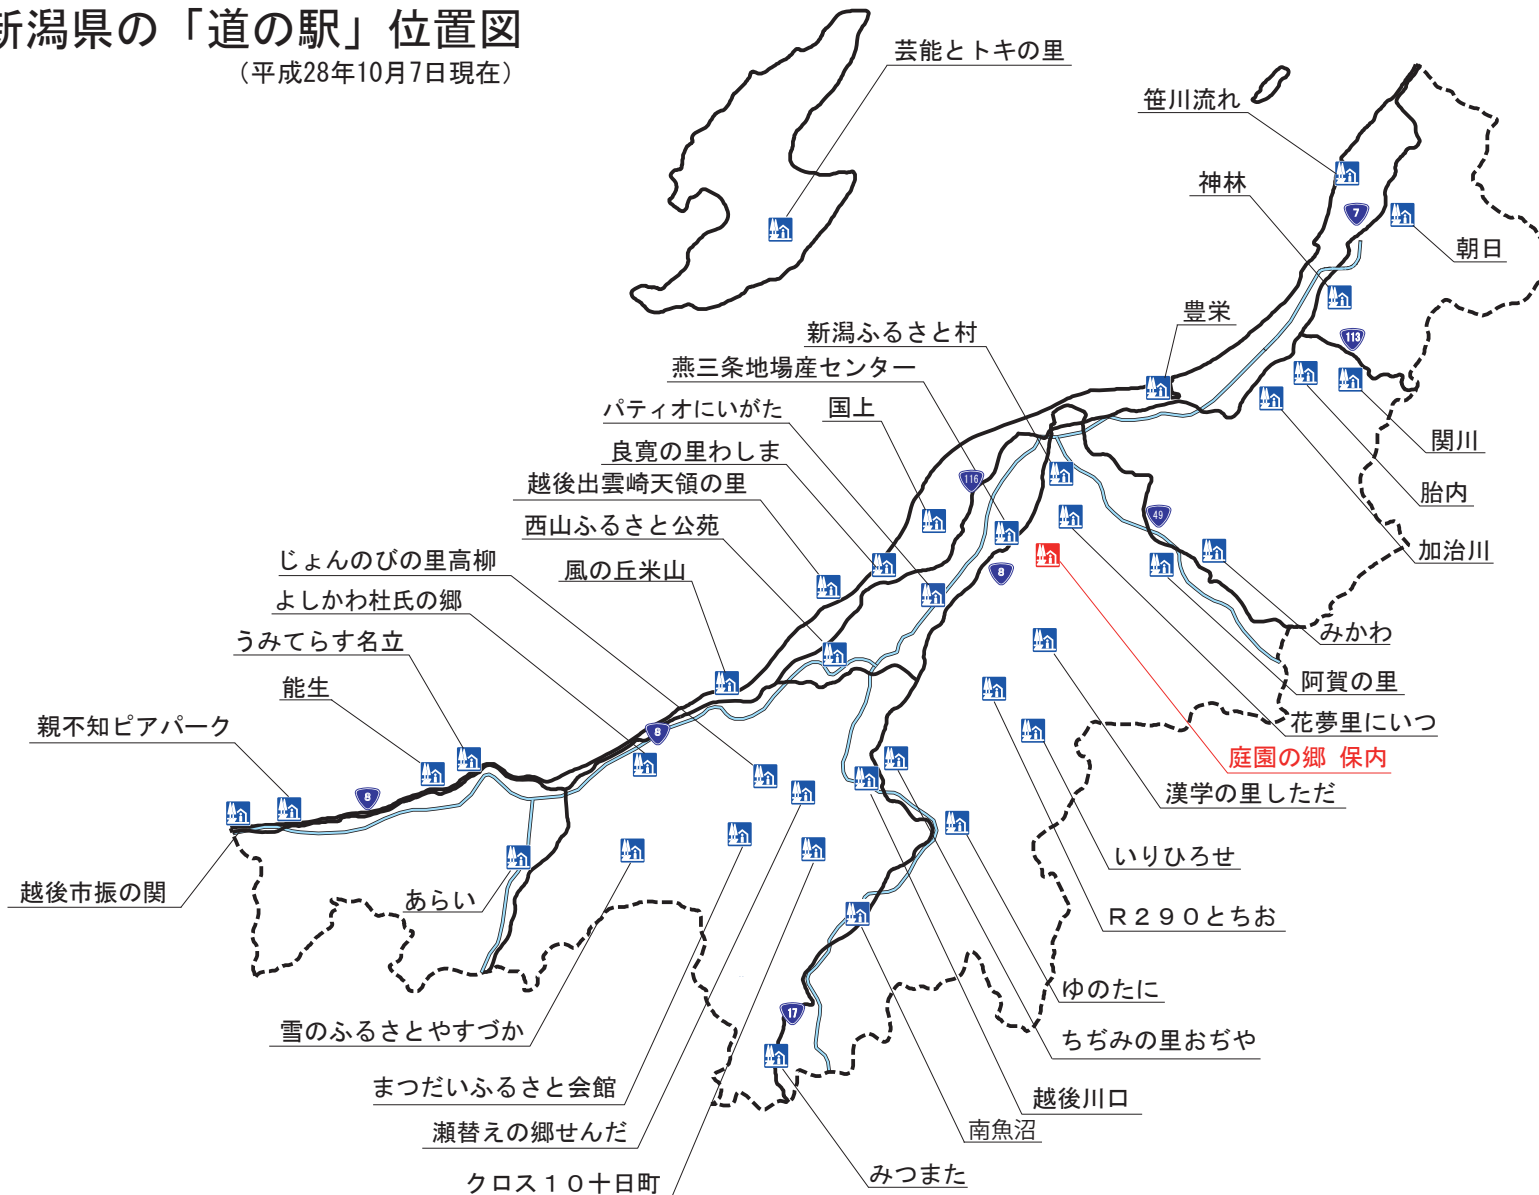 新潟県の「道の駅」位置図
（平成28年10月7日現在）
芸能とトキの里
笹川流れ
神林
7
朝日
豊栄
新潟ふるさと村
113
燕三条地場産センター
パティオにいがた
国上
良寛の里わしま
関川
越後出雲崎天領の里
116
胎内
西山ふるさと公苑
49
加治川
じょんのびの里高柳
風の丘米山
8
よしかわ杜氏の郷
みかわ
うみてらす名立
阿賀の里
能生
花夢里にいつ
親不知ピアパーク
8
庭園の郷 保内
8
漢学の里しただ
いりひろせ
越後市振の関
あらい
R290とちお
ゆのたに
17
雪のふるさとやすづか
ちぢみの里おぢや
まつだいふるさと会館
越後川口
瀬替えの郷せんだ
南魚沼
クロス10十日町
みつまた